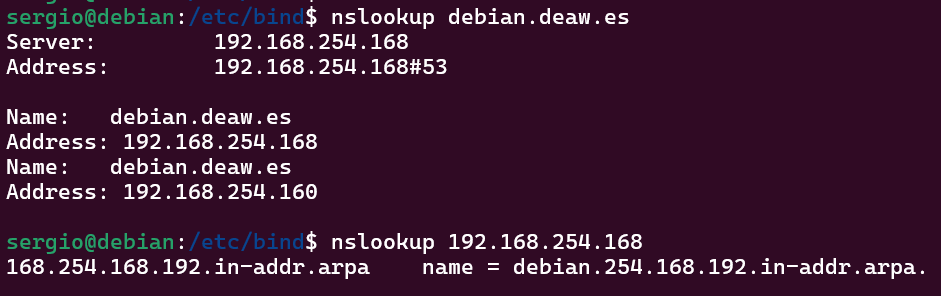 sergio@debian:/etc/bind$ nslookup debian.deaw.es
Server:         192.168.254.168
Address:        192.168.254.168#53

Name:   debian.deaw.es
Address: 192.168.254.168
Name:   debian.deaw.es
Address: 192.168.254.160

sergio@debian:/etc/bind$ nslookup 192.168.254.168
168.254.168.192.in-addr.arpa    name = debian.254.168.192.in-addr.arpa.